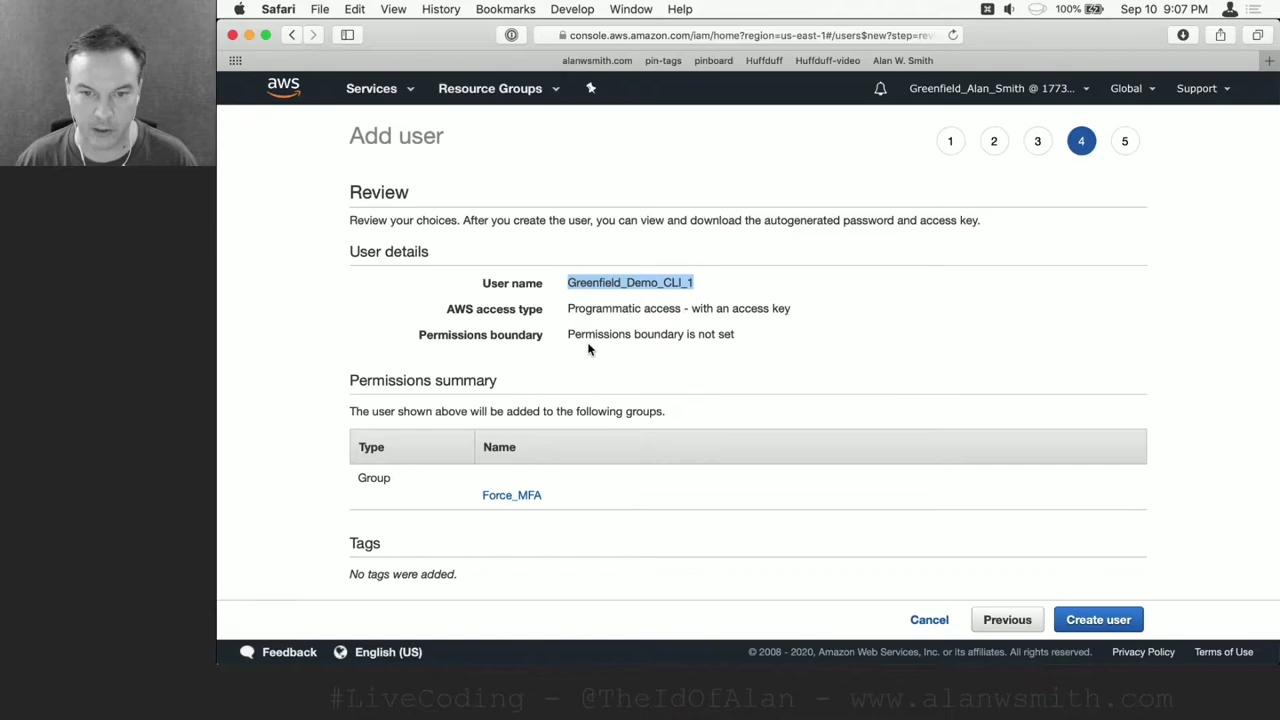 Safari File Edit View History Bookmarks Develop Window Help 100% Sep 10 9:07 PM
console.aws.amazon.com/iam/home?region=us-east-1#/users$new?step=rev
alanwsmith.com pin-tags pinboard Huffduff Huffduff-video Alan W. Smith
aws Services Resource Groups Greenfield_Alan_Smith @ 1773... Global Support
Add user 1 2 3 4 5
Review
Review your choices. After you create the user, you can view and download the autogenerated password and access key.
User details
User name Greenfield_Demo_CLI_1
AWS access type Programmatic access - with an access key
Permissions boundary Permissions boundary is not set
Permissions summary
The user shown above will be added to the following groups.
Type Name
Group
Force_MFA
Tags
No tags were added.
Cancel Previous Create user
Feedback English (US) © 2008 - 2020, Amazon Web Services, Inc. or its affiliates. All rights reserved. Privacy Policy Terms of Use
#LiveCoding - @TheIdOfAlan - www.alanwsmith.com